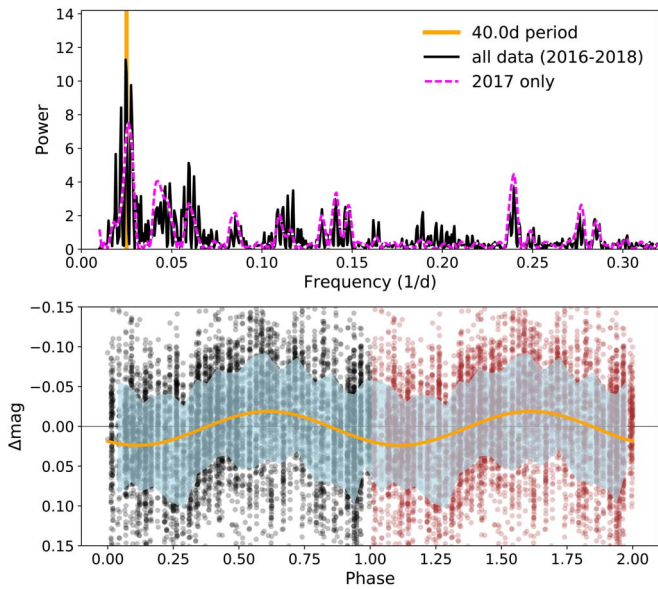 14
12
10
8
6
4
2
0
Power
40.0d period
all data (2016-2018)
2017 only
0.00 0.05 0.10 0.15 0.20 0.25 0.30
Frequency (1/d)
−0.15
−0.10
−0.05
0.00
0.05
0.10
0.15
Δmag
0.00 0.25 0.50 0.75 1.00 1.25 1.50 1.75 2.00
Phase